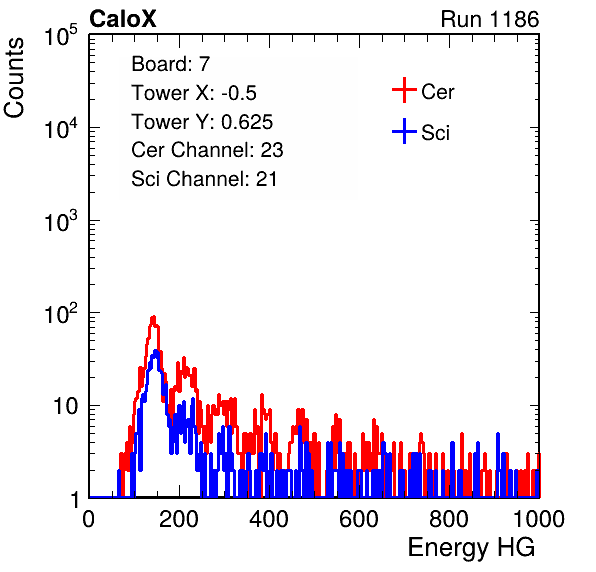 CaloX Run 1186
Counts
Board: 7
Tower X: -0.5
Tower Y: 0.625
Cer Channel: 23
Sci Channel: 21
Cer
Sci
10^5
10^4
10^3
10^2
10
1
0 200 400 600 800 1000
Energy HG